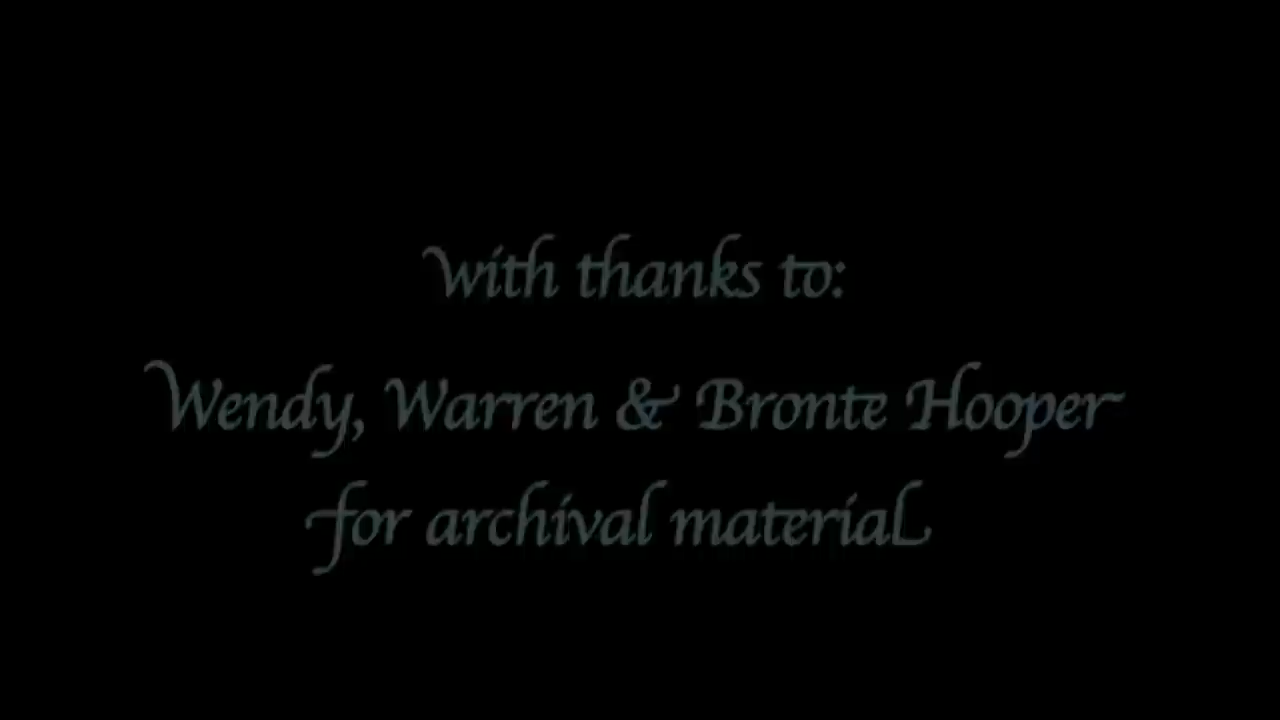 with thanks to:
Wendy, Warren & Bronte Hooper
for archival material